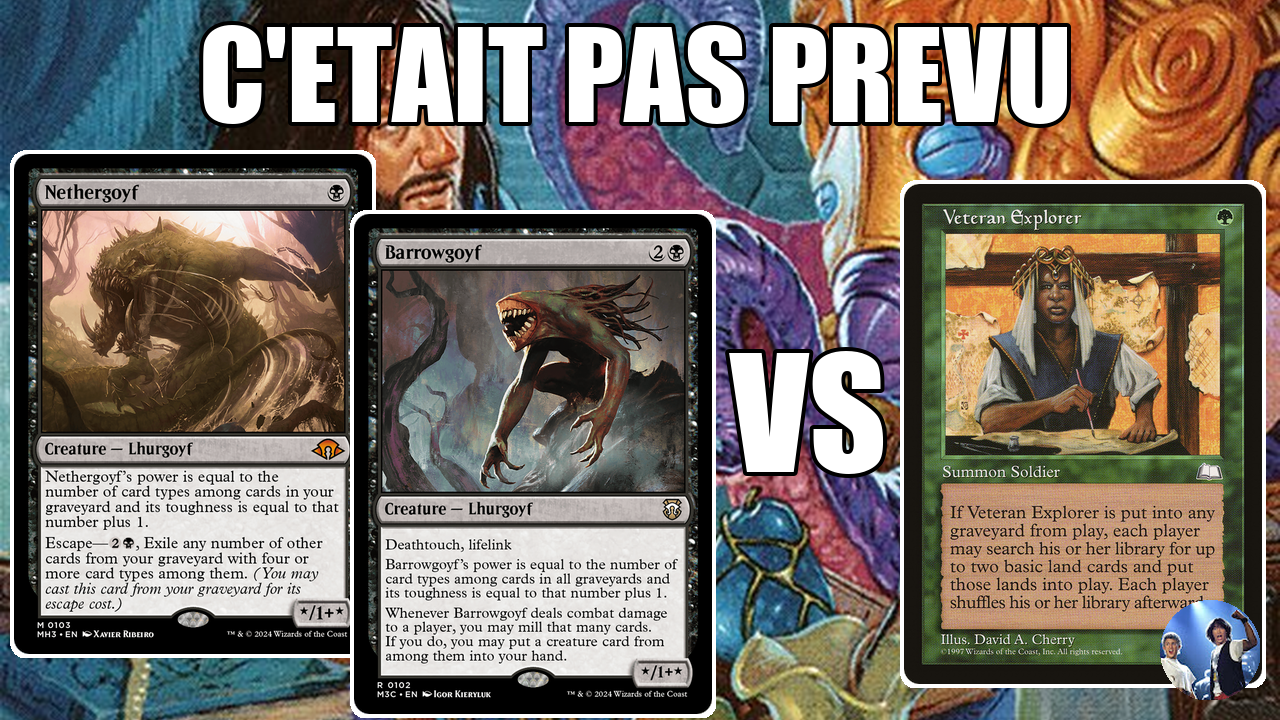 C'ETAIT PAS PREVU
Nethergoyf
Creature — Lhurgoyf
Nethergoyf's power is equal to the
number of card types among cards in your
graveyard and its toughness is equal to that
number plus 1.
Escape—2, Exile any number of other
cards from your graveyard with four or
more card types among them. (You may
cast this card from your graveyard for its
escape cost.)
*/1+*
M 0103
MH3 • EN Xavier Ribeiro
™ & © 2024 Wizards of the Coast
Barrowgoyf
2
Creature — Lhurgoyf
Deathtouch, lifelink
Barrowgoyf's power is equal to the number of
card types among cards in all graveyards and
its toughness is equal to that number plus 1.
Whenever Barrowgoyf deals combat damage
to a player, you may mill that many cards.
If you do, you may put a creature card from
among them into your hand.
*/1+*
R 0102
M3C • EN Igor Kieryluk
™ & © 2024 Wizards of the Coast
VS
Veteran Explorer
Summon Soldier
If Veteran Explorer is put into any
graveyard from play, each player
may search his or her library for up
to two basic land cards and put
those lands into play. Each player
shuffles his or her library afterward.
Illus. David A. Cherry
©1997 Wizards of the Coast, Inc. All rights reserved.